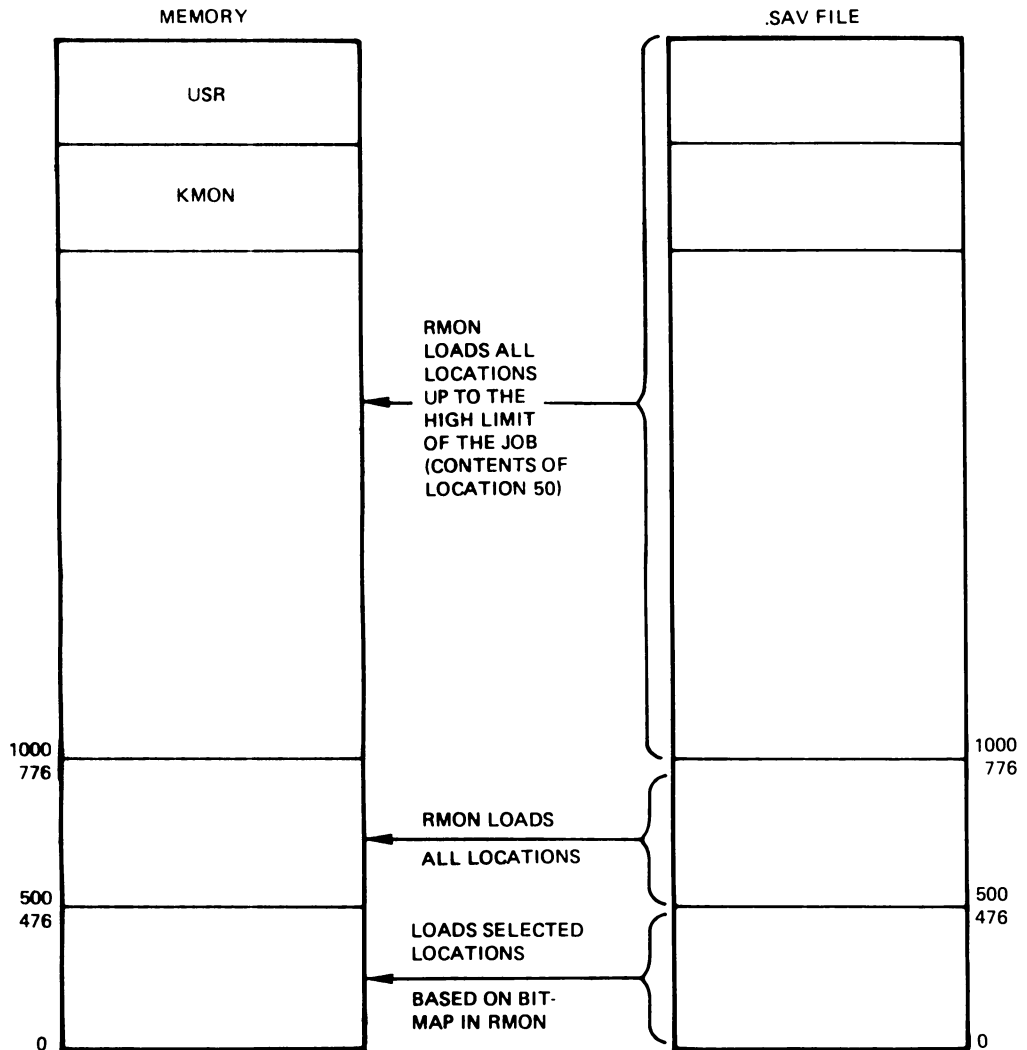 MEMORY
.SAV FILE
USR
KMON
RMON
LOADS ALL
LOCATIONS
UP TO THE
HIGH LIMIT
OF THE JOB
(CONTENTS OF
LOCATION 50)
1000
776
1000
776
RMON LOADS
ALL LOCATIONS
500
476
500
476
LOADS SELECTED
LOCATIONS
BASED ON BIT-
MAP IN RMON
0
0